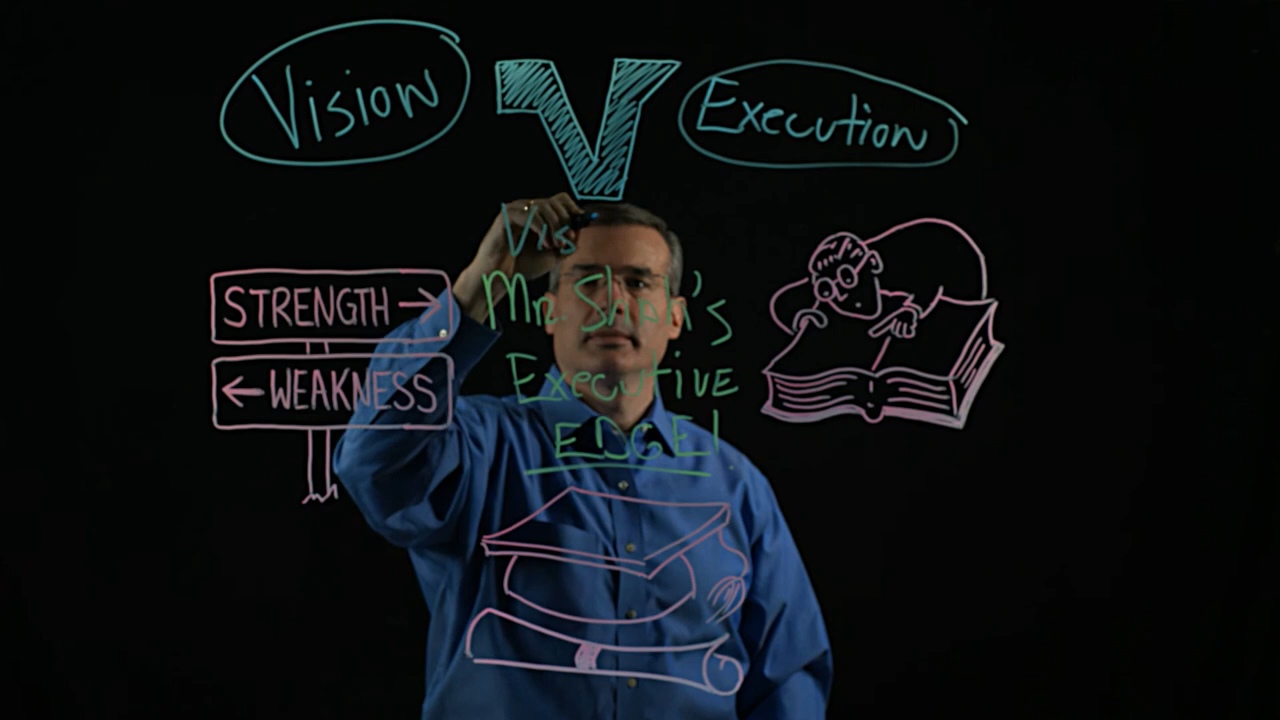 Vision V Execution
Vis
Mr. Shah's
Executive
EDGE!
STRENGTH →
← WEAKNESS